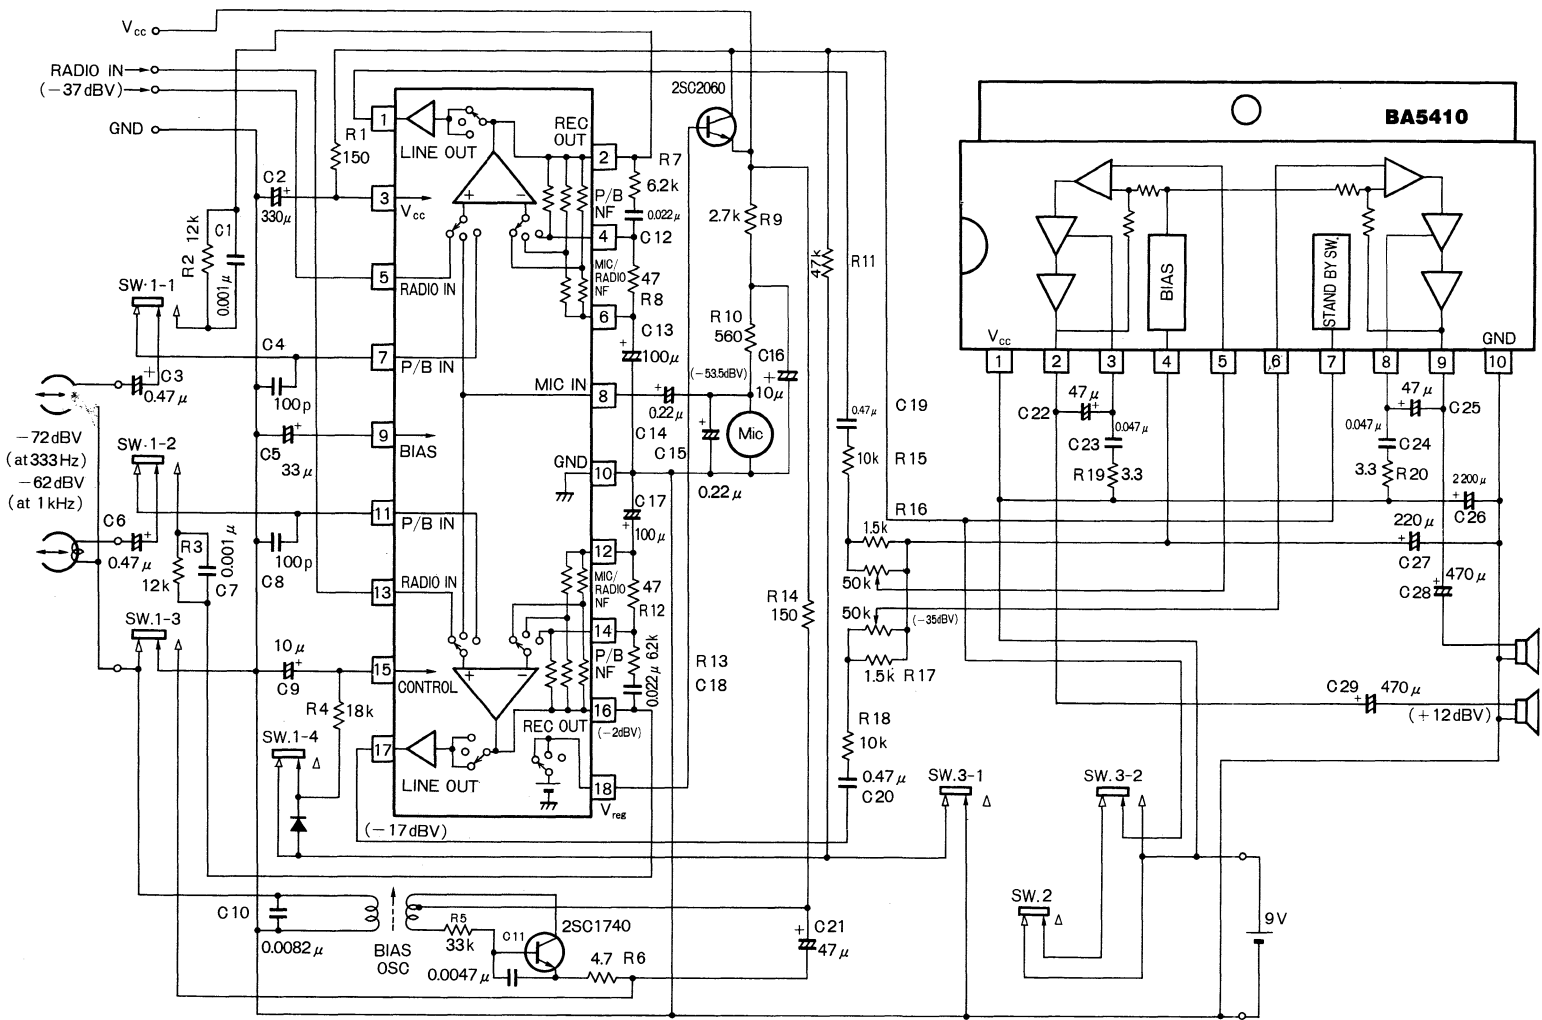 Vcc
RADIO IN
(−37dBV)
GND
R1
150
C2
330μ
R2 12k
C1
0.001μ
SW·1-1
C3
0.47μ
C4
100p
C5
33μ
−72dBV
(at 333Hz)
−62dBV
(at 1kHz)
SW·1-2
C6
0.47μ
R3
12k
C7
0.001μ
C8
100p
SW.1-3
10μ
C9
R4
18k
SW.1-4
(−17dBV)
C10
0.0082μ
BIAS
OSC
R5
33k
C11
0.0047μ
2SC1740
4.7
R6
1
LINE OUT
3
Vcc
5
RADIO IN
7
P/B IN
9
BIAS
11
P/B IN
13
RADIO IN
15
CONTROL
17
LINE OUT
REC
OUT
2
P/B
NF
4
MIC/
RADIO
NF
6
MIC IN
8
GND
10
12
MIC/
RADIO
NF
14
P/B
NF
16
REC OUT
(−2dBV)
18
Vreg
+
−
+
−
R7
6.2k
0.022μ
C12
47
R8
C13
100μ
(−53.5dBV)
0.22μ
C14
C15
0.22μ
C17
100μ
47
R12
6.2k
0.022μ
R13
C18
2SC2060
2.7k
R9
R10
560
C16
10μ
Mic
47k
R11
R14
150
0.47μ
C19
10k
R15
R16
1.5k
50k
50k
(−35dBV)
1.5k
R17
R18
10k
0.47μ
C20
C21
47μ
BA5410
BIAS
STAND BY SW.
Vcc
GND
1
2
3
4
5
6
7
8
9
10
47μ
C22
C23
0.047μ
R19
3.3
47μ
C25
0.047μ
C24
3.3
R20
2200μ
C26
220μ
C27
470μ
C28
C29
470μ
(+12dBV)
SW.3-1
SW.3-2
SW.2
9V